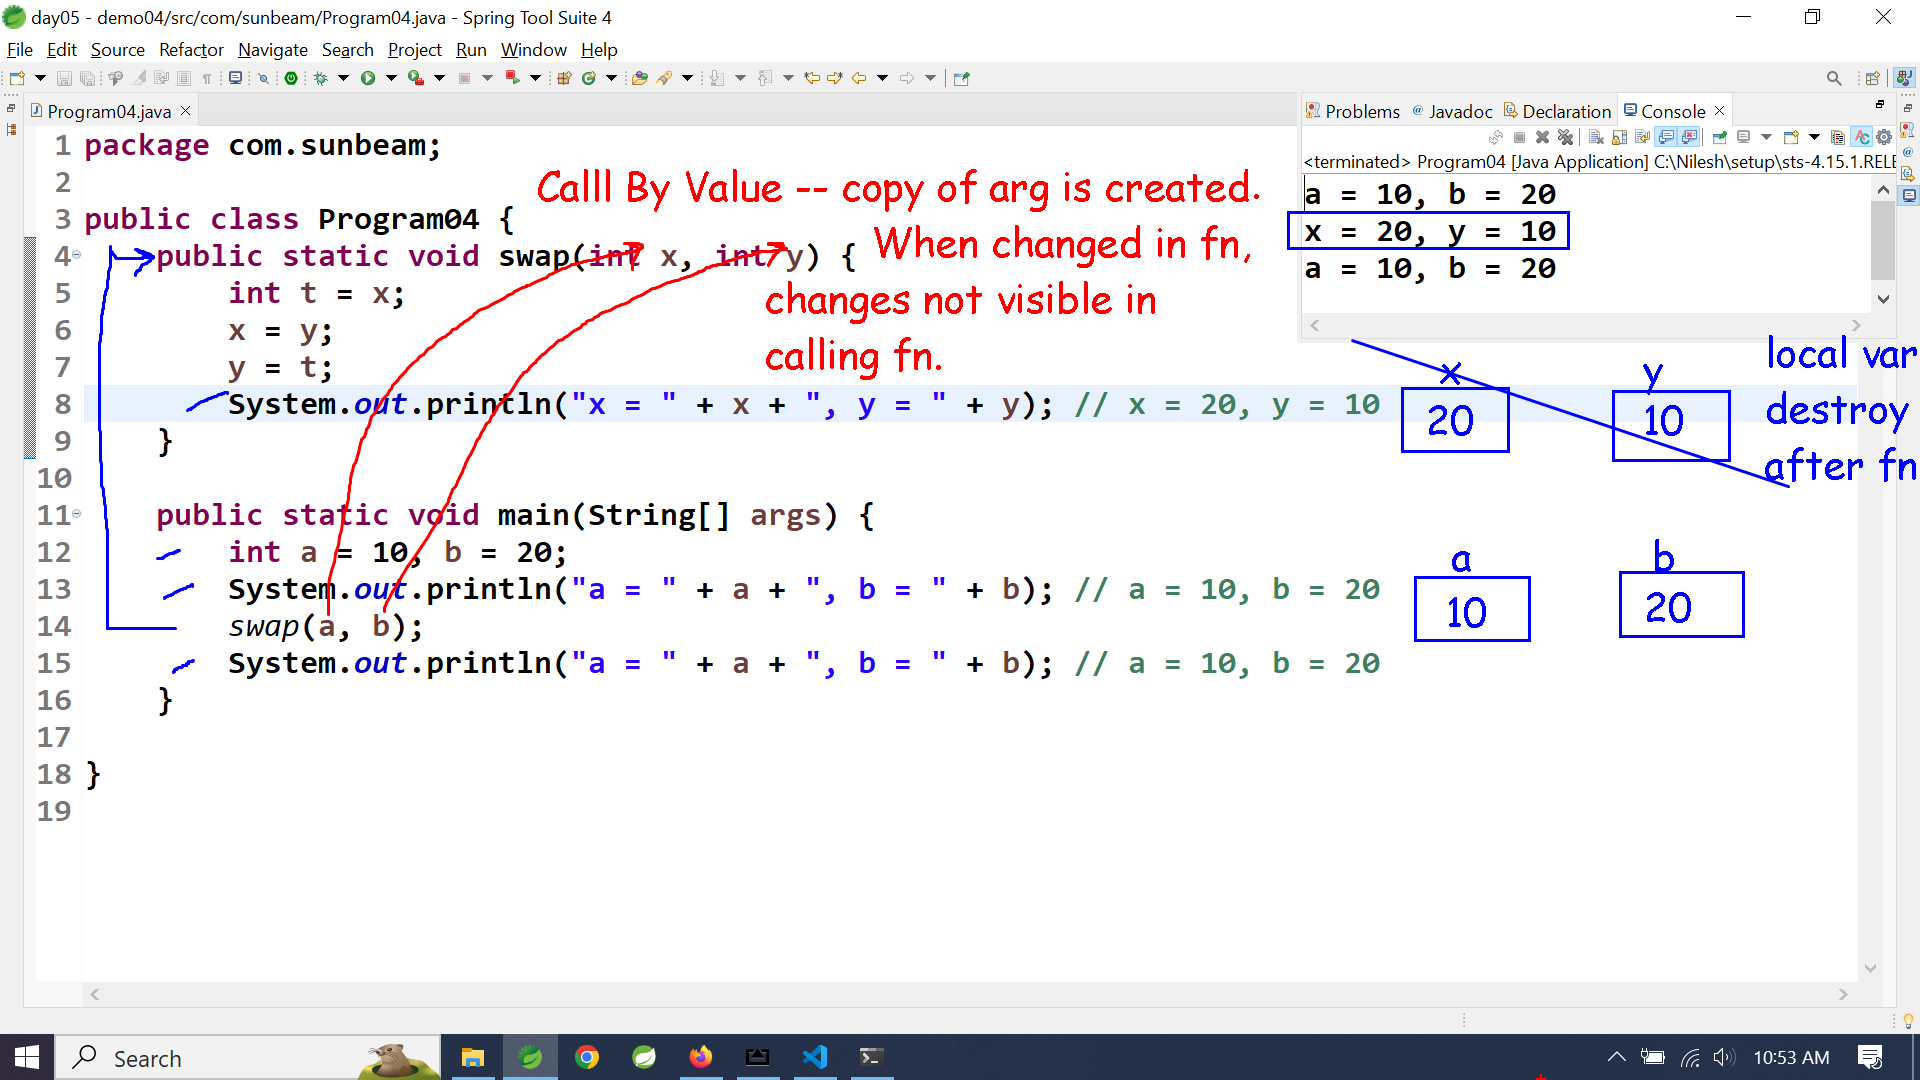 day05 - demo04/src/com/sunbeam/Program04.java - Spring Tool Suite 4
File Edit Source Refactor Navigate Search Project Run Window Help
Program04.java
1 package com.sunbeam;
2
3 public class Program04 {
4 public static void swap(int x, int y) {
5 int t = x;
6 x = y;
7 y = t;
8 System.out.println("x = " + x + ", y = " + y); // x = 20, y = 10
9 }
10
11 public static void main(String[] args) {
12 int a = 10, b = 20;
13 System.out.println("a = " + a + ", b = " + b); // a = 10, b = 20
14 swap(a, b);
15 System.out.println("a = " + a + ", b = " + b); // a = 10, b = 20
16 }
17
18 }
19
Calll By Value -- copy of arg is created.
When changed in fn,
changes not visible in
calling fn.
Problems @ Javadoc Declaration Console
<terminated> Program04 [Java Application] C:\Nilesh\setup\sts-4.15.1.RELE
a = 10, b = 20
x = 20, y = 10
a = 10, b = 20
x y
20 10
local var
destroy
after fn
a b
10 20
Search
10:53 AM